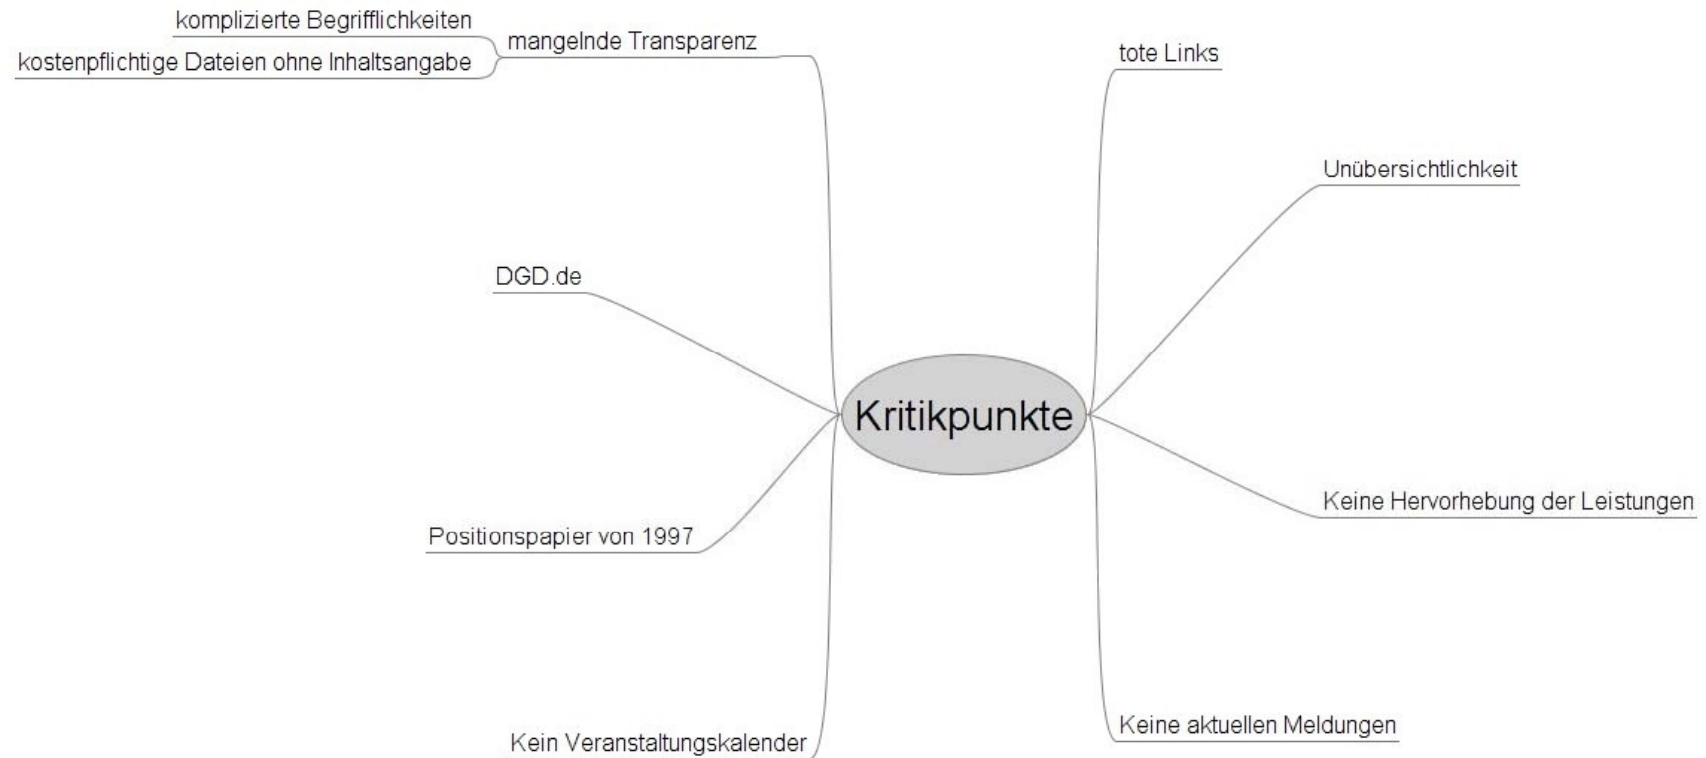 komplizierte Begrifflichkeiten
kostenpflichtige Dateien ohne Inhaltsangabe
mangelnde Transparenz
DGD.de
Positionspapier von 1997
Kein Veranstaltungskalender
Kritikpunkte
tote Links
Unübersichtlichkeit
Keine Hervorhebung der Leistungen
Keine aktuellen Meldungen